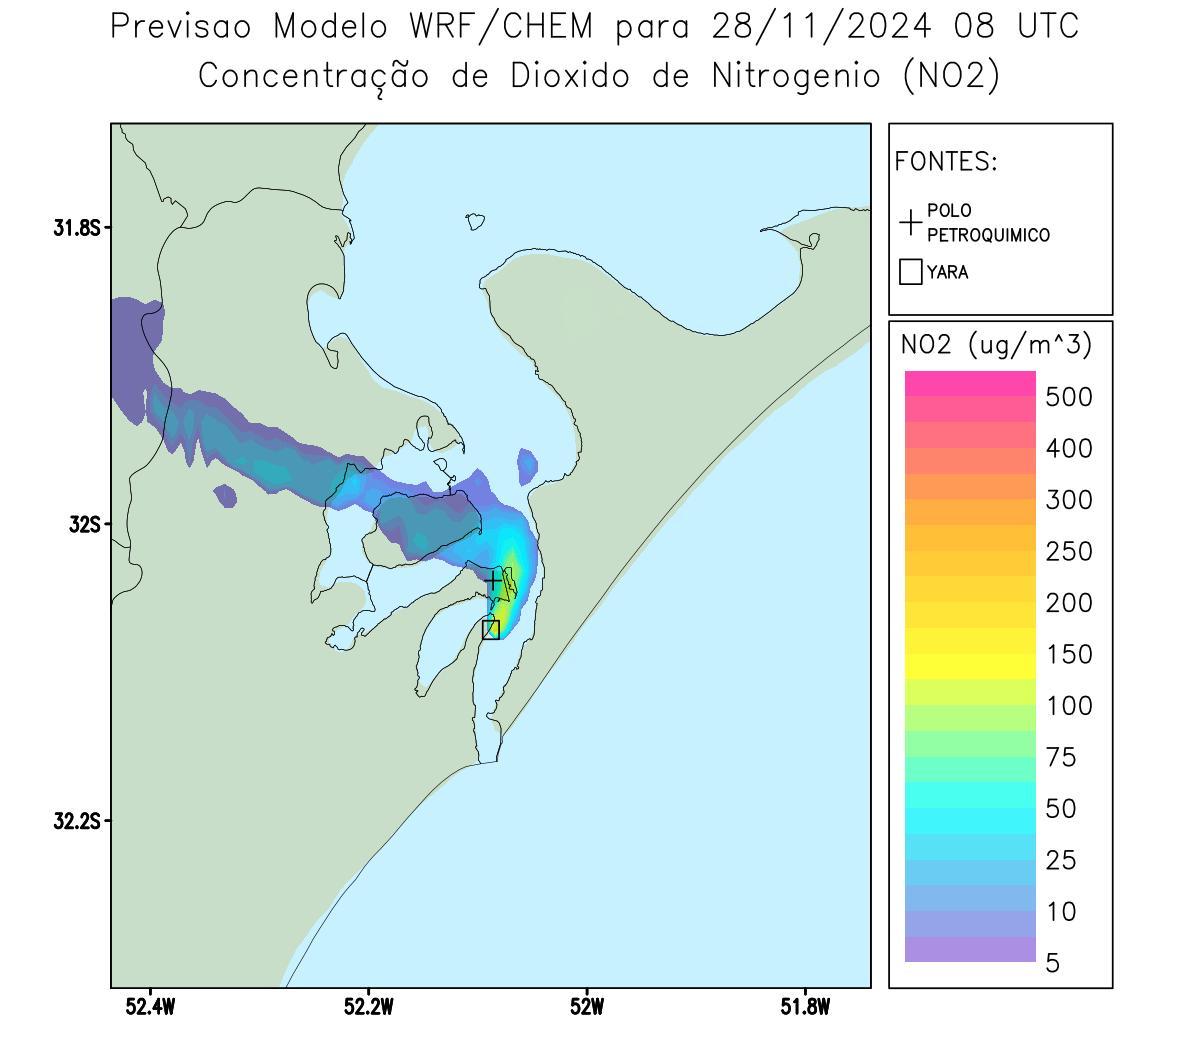 Previsao Modelo WRF/CHEM para 28/11/2024 08 UTC
Concentração de Dioxido de Nitrogenio (NO2)
FONTES:
POLO
PETROQUIMICO
YARA
NO2 (ug/m^3)
500
400
300
250
200
150
100
75
50
25
10
5
31.8S
32S
32.2S
52.4W
52.2W
52W
51.8W